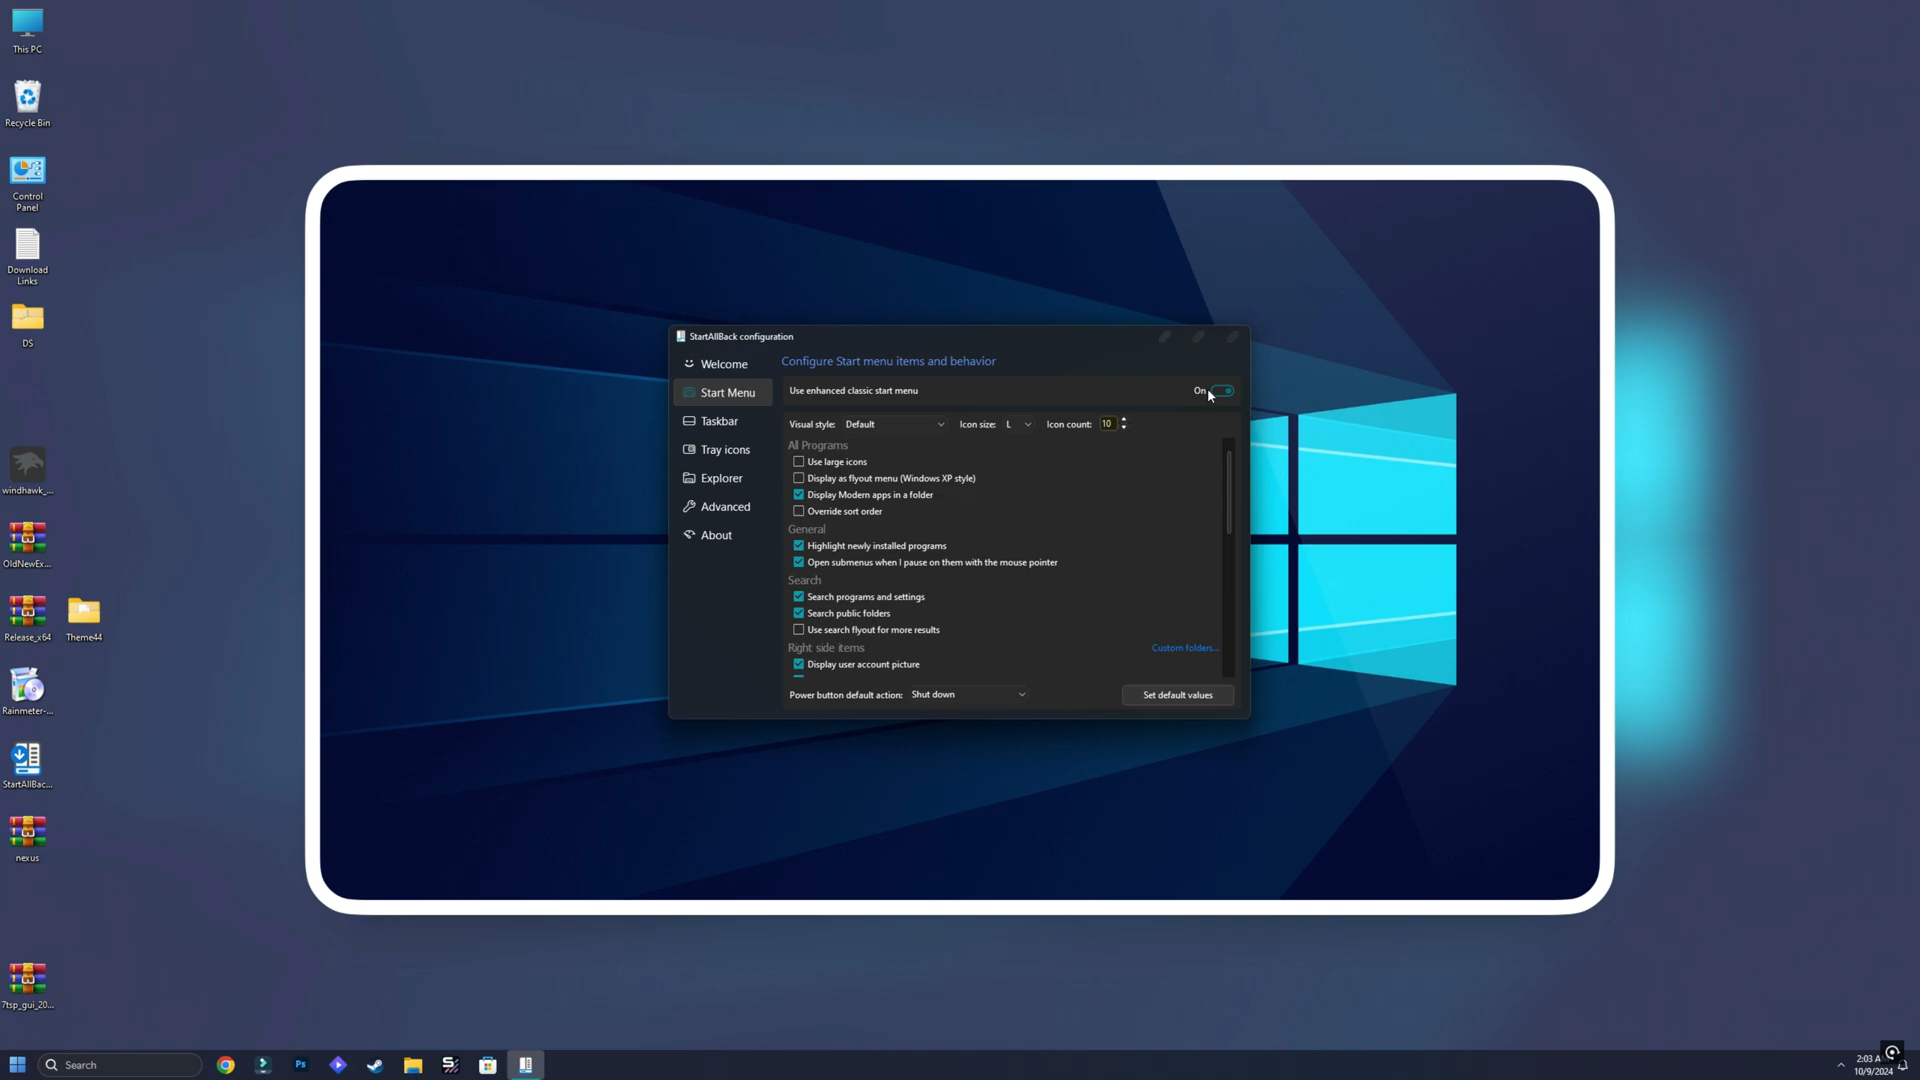 This PC
Recycle Bin
Control
Panel
Download
Links
DS
windhawk_...
OldNewEx...
Release_x64
Theme44
Rainmeter-...
StartAllBac...
nexus
7tsp_gui_20...
StartAllBack configuration
Welcome
Start Menu
Taskbar
Tray icons
Explorer
Advanced
About
Configure Start menu items and behavior
Use enhanced classic start menu
On
Visual style: Default
Icon size: L
Icon count: 10
All Programs
Use large icons
Display as flyout menu (Windows XP style)
Display Modern apps in a folder
Override sort order
General
Highlight newly installed programs
Open submenus when I pause on them with the mouse pointer
Search
Search programs and settings
Search public folders
Use search flyout for more results
Right side items
Custom folders...
Display user account picture
Power button default action: Shut down
Set default values
Search
Ps
2:03 A
10/9/2024